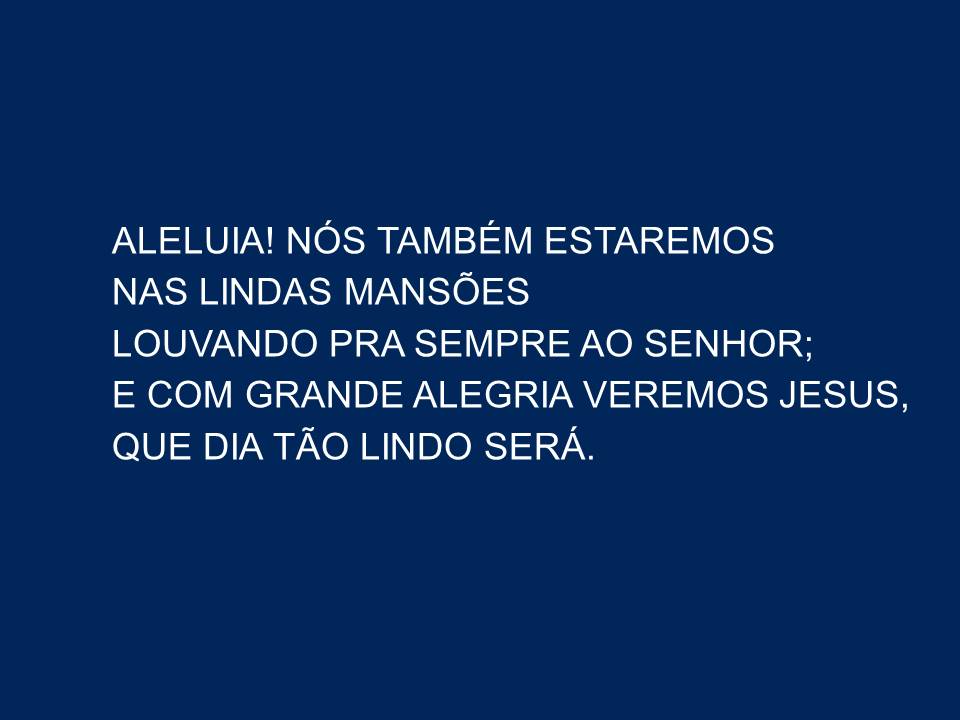 ALELUIA! NÓS TAMBÉM ESTAREMOS
NAS LINDAS MANSÕES
LOUVANDO PRA SEMPRE AO SENHOR;
E COM GRANDE ALEGRIA VEREMOS JESUS,
QUE DIA TÃO LINDO SERÁ.